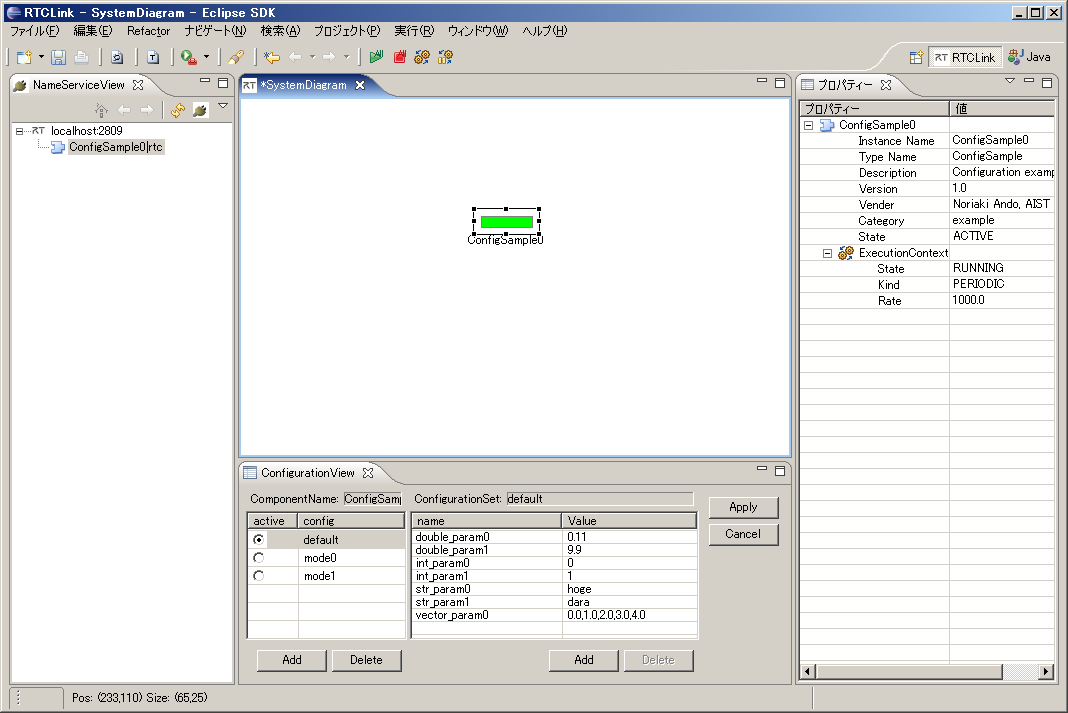 RTCLink - SystemDiagram - Eclipse SDK
ファイル(F) 編集(E) Refactor ナビゲート(N) 検索(A) プロジェクト(P) 実行(R) ウィンドウ(W) ヘルプ(H)
RT RTCLink Java
NameServiceView
RT localhost:2809
ConfigSample0|rtc
RT *SystemDiagram
ConfigSample0
プロパティー
プロパティー 値
ConfigSample0
Instance Name ConfigSample0
Type Name ConfigSample
Description Configuration examp
Version 1.0
Vender Noriaki Ando, AIST
Category example
State ACTIVE
ExecutionContext
State RUNNING
Kind PERIODIC
Rate 1000.0
ConfigurationView
ComponentName: ConfigSamp ConfigurationSet: default
active config
default
mode0
mode1
Add Delete
name Value
double_param0 0.11
double_param1 9.9
int_param0 0
int_param1 1
str_param0 hoge
str_param1 dara
vector_param0 0.0,1.0,2.0,3.0,4.0
Add Delete
Apply
Cancel
Pos: (233,110) Size: (65,25)